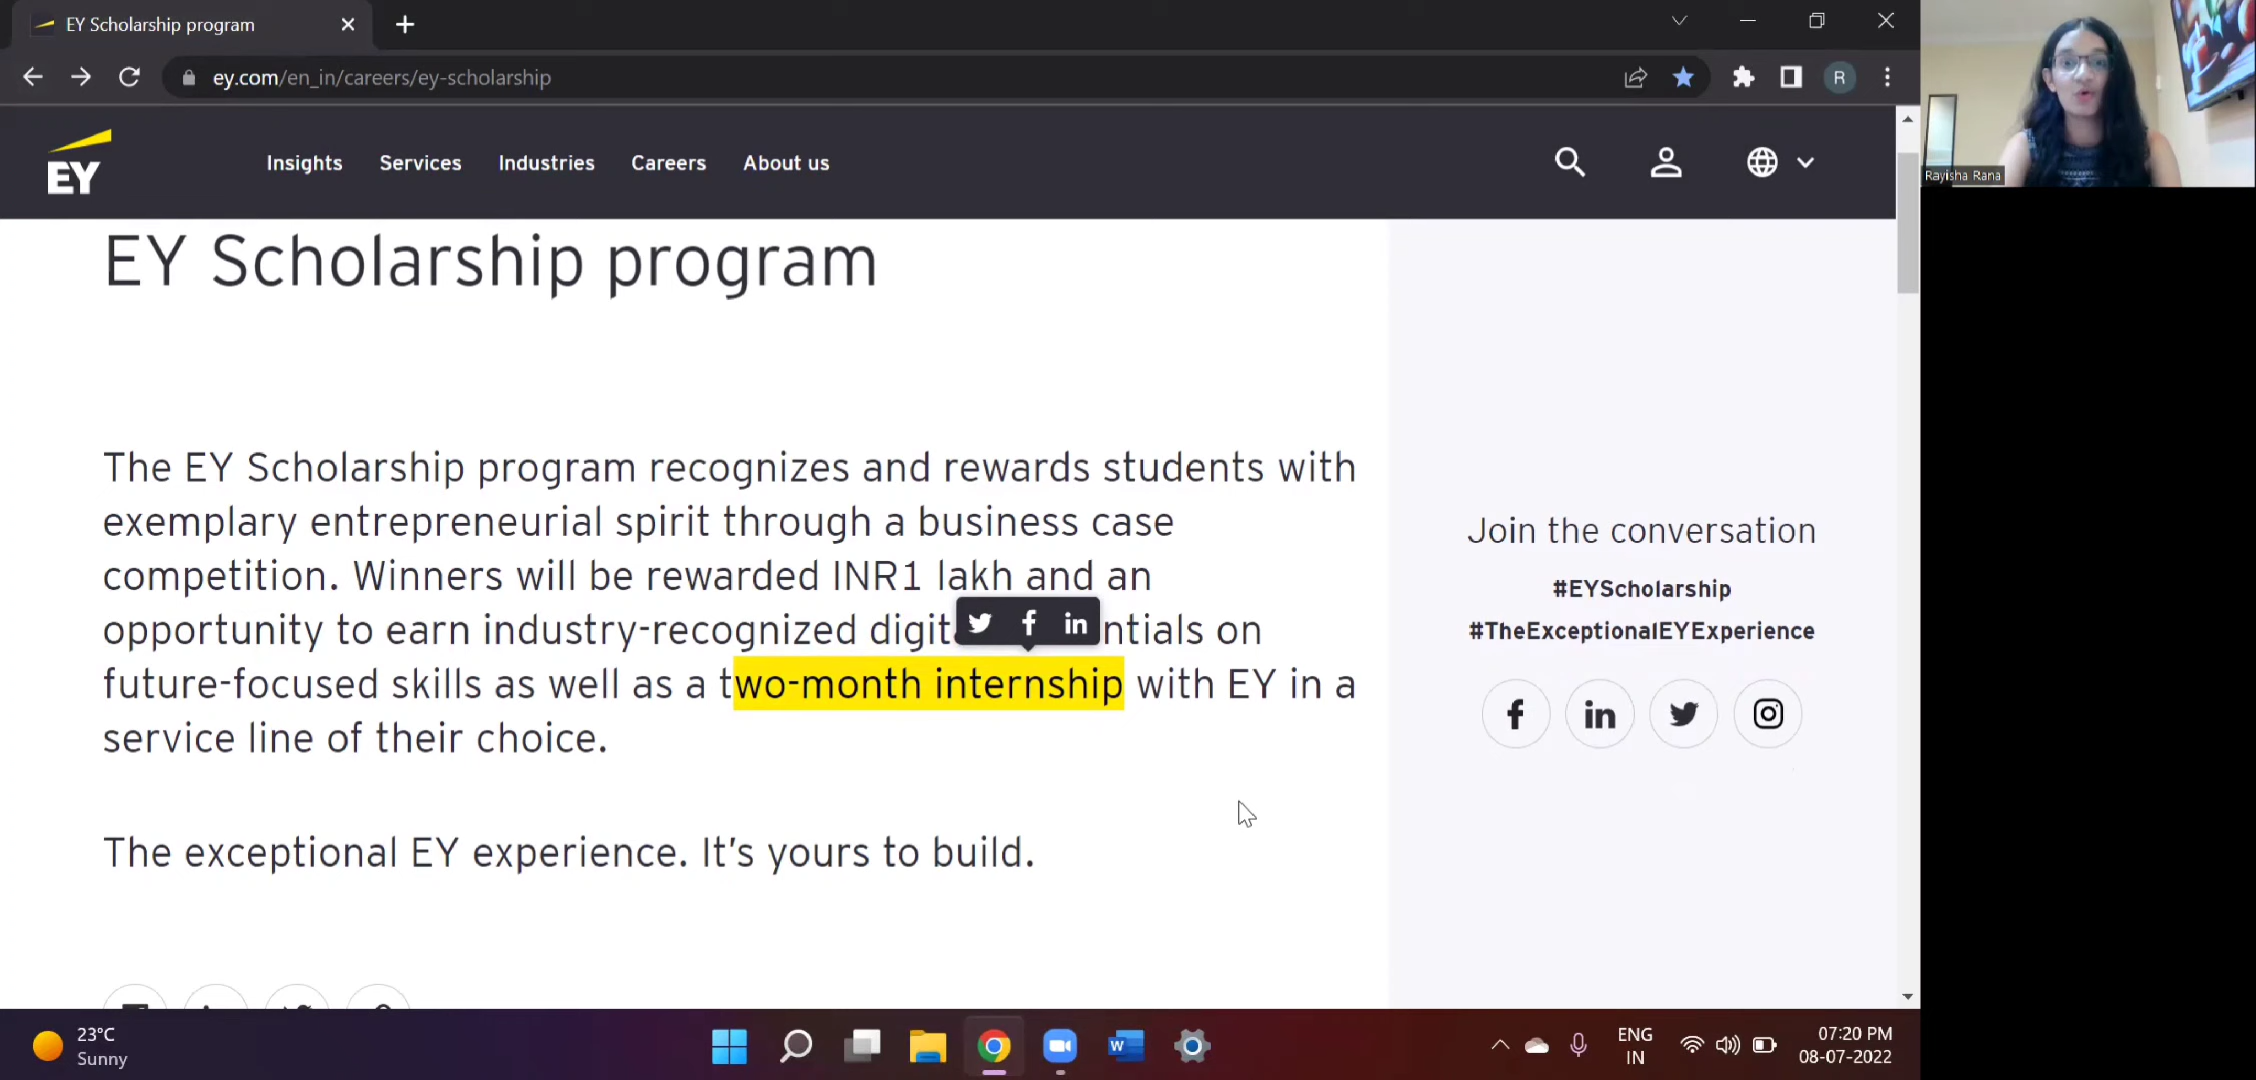 EY Scholarship program
ey.com/en_in/careers/ey-scholarship
R
EY
Insights Services Industries Careers About us
Rayisha Rana
EY Scholarship program
The EY Scholarship program recognizes and rewards students with
exemplary entrepreneurial spirit through a business case
competition. Winners will be rewarded INR1 lakh and an
opportunity to earn industry-recognized digit ntials on
future-focused skills as well as a two-month internship with EY in a
service line of their choice.
The exceptional EY experience. It's yours to build.
Join the conversation
#EYScholarship
#TheExceptionalEYExperience
23°C
Sunny
ENG
IN
07:20 PM
08-07-2022